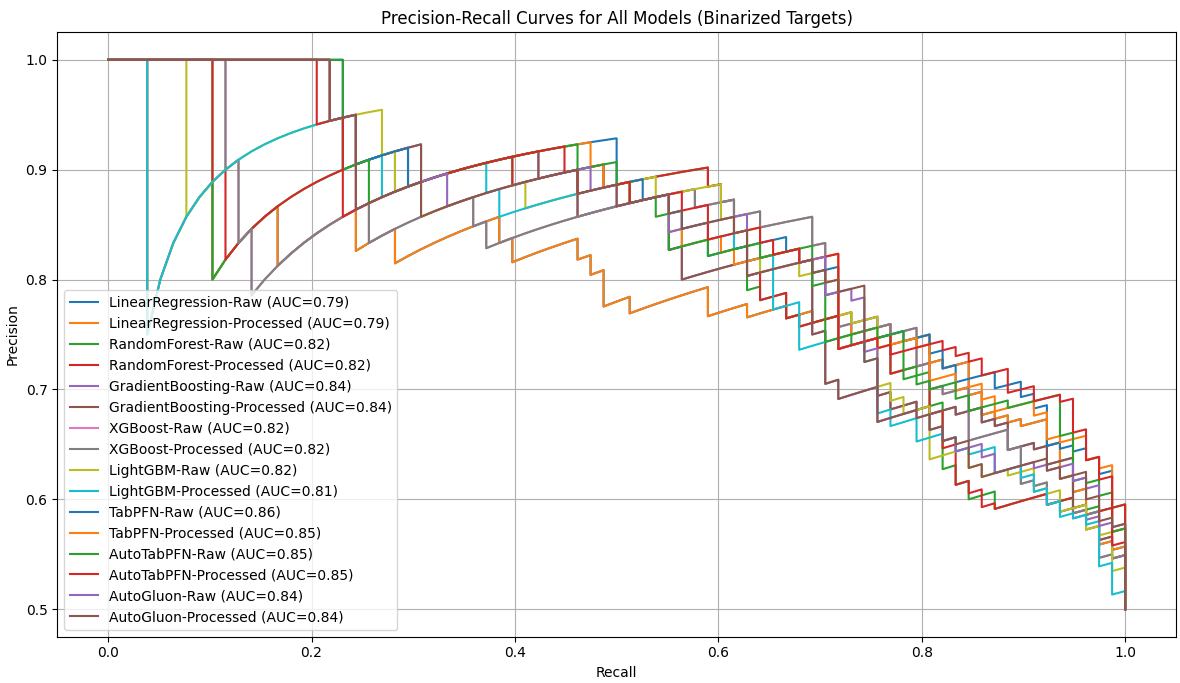 Precision-Recall Curves for All Models (Binarized Targets)
1.0
0.9
0.8
0.7
0.6
0.5
Precision
LinearRegression-Raw (AUC=0.79)
LinearRegression-Processed (AUC=0.79)
RandomForest-Raw (AUC=0.82)
RandomForest-Processed (AUC=0.82)
GradientBoosting-Raw (AUC=0.84)
GradientBoosting-Processed (AUC=0.84)
XGBoost-Raw (AUC=0.82)
XGBoost-Processed (AUC=0.82)
LightGBM-Raw (AUC=0.82)
LightGBM-Processed (AUC=0.81)
TabPFN-Raw (AUC=0.86)
TabPFN-Processed (AUC=0.85)
AutoTabPFN-Raw (AUC=0.85)
AutoTabPFN-Processed (AUC=0.85)
AutoGluon-Raw (AUC=0.84)
AutoGluon-Processed (AUC=0.84)
0.0 0.2 0.4 0.6 0.8 1.0
Recall